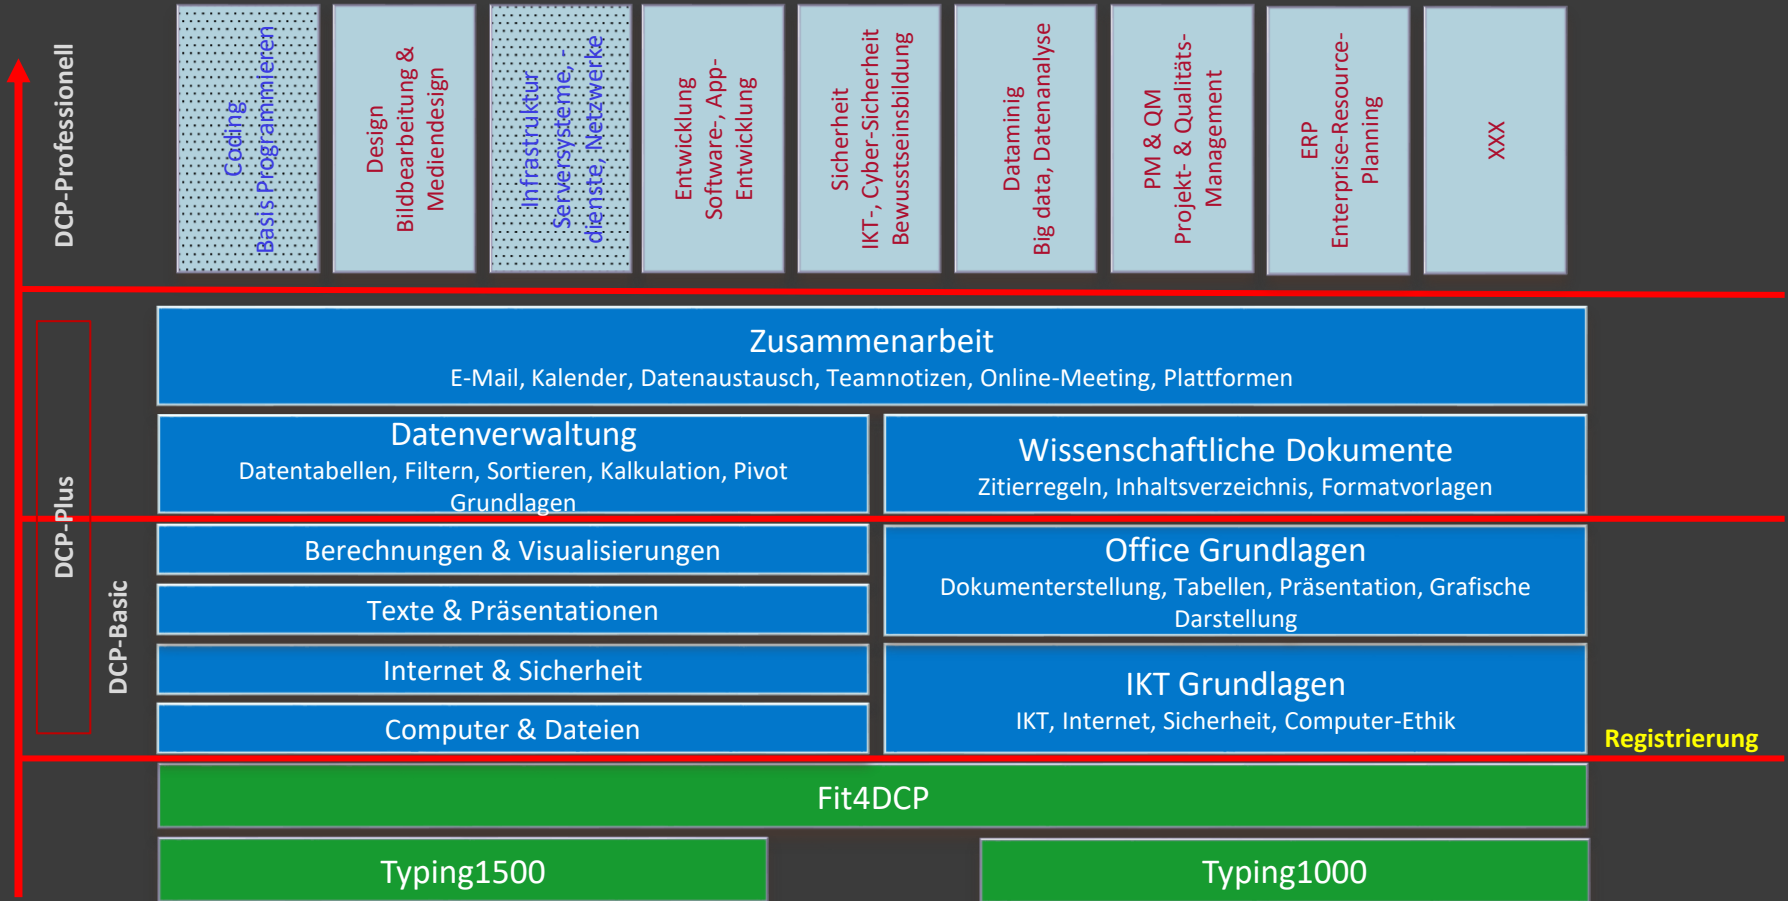 DCP-Professionell
Coding
Basis Programmieren
Design
Bildbearbeitung &
Mediendesign
Infrastruktur
Serversysteme, -
dienste, Netzwerke
Entwicklung
Software-, App-
Entwicklung
Sicherheit
IKT-, Cyber-Sicherheit
Bewusstseinsbildung
Dataminig
Big data, Datenanalyse
PM & QM
Projekt- & Qualitäts-
Management
ERP
Enterprise-Resource-
Planning
XXX
DCP-Plus
Zusammenarbeit
E-Mail, Kalender, Datenaustausch, Teamnotizen, Online-Meeting, Plattformen
Datenverwaltung
Datentabellen, Filtern, Sortieren, Kalkulation, Pivot
Grundlagen
Wissenschaftliche Dokumente
Zitierregeln, Inhaltsverzeichnis, Formatvorlagen
DCP-Basic
Berechnungen & Visualisierungen
Texte & Präsentationen
Internet & Sicherheit
Computer & Dateien
Office Grundlagen
Dokumenterstellung, Tabellen, Präsentation, Grafische
Darstellung
IKT Grundlagen
IKT, Internet, Sicherheit, Computer-Ethik
Registrierung
Fit4DCP
Typing1500
Typing1000